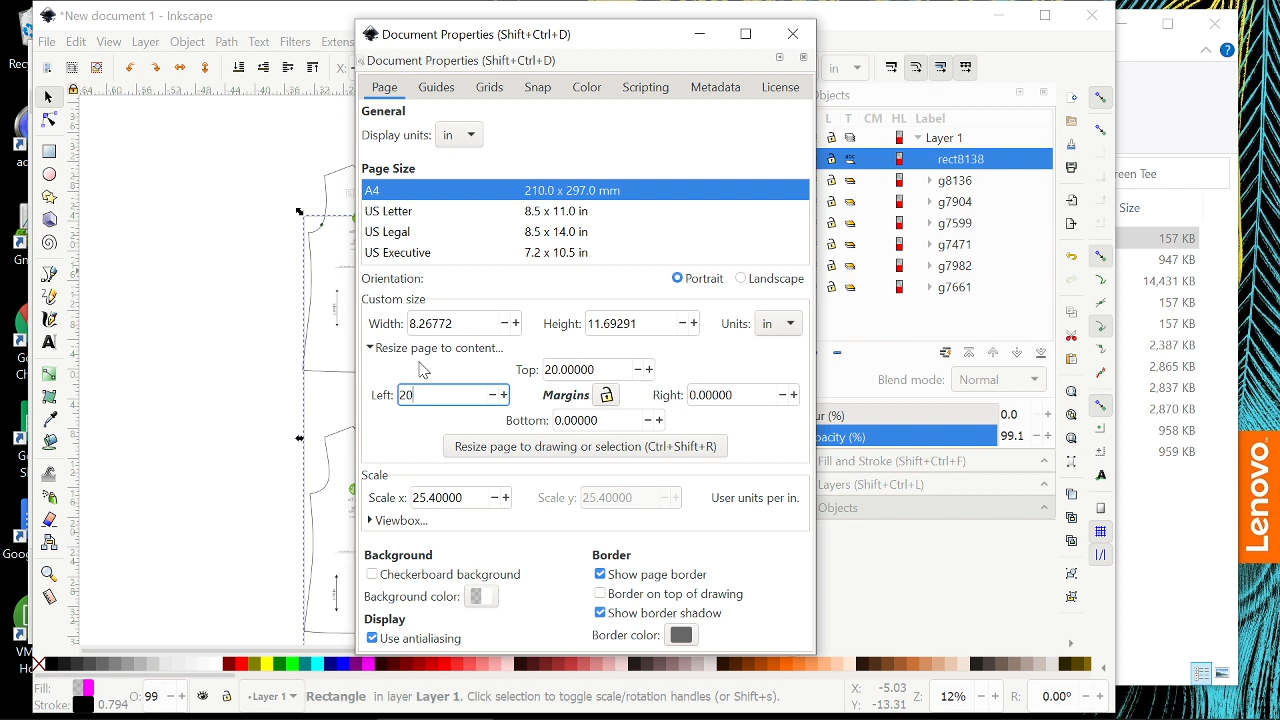 *New document 1 - Inkscape
File Edit View Layer Object Path Text Filters Extens
X: in
Document Properties (Shift+Ctrl+D)
Document Properties (Shift+Ctrl+D)
Page Guides Grids Snap Color Scripting Metadata License
General
Display units: in
Page Size
A4 210.0 x 297.0 mm
US Letter 8.5 x 11.0 in
US Legal 8.5 x 14.0 in
US Executive 7.2 x 10.5 in
Orientation: Portrait Landscape
Custom size
Width: 8.26772 Height: 11.69291 Units: in
Resize page to content...
Top: 20.00000
Left: 20 Margins Right: 0.00000
Bottom: 0.00000
Resize page to drawing or selection (Ctrl+Shift+R)
Scale
Scale x: 25.40000 Scale y: 25.40000 User units per in.
Viewbox...
Background Border
Checkerboard background Show page border
Background color: Border on top of drawing
Display Show border shadow
Use antialiasing Border color:
bjects
L T CM HL Label
Layer 1
rect8138
g8136
g7904
g7599
g7471
g7982
g7661
Blend mode: Normal
ur (%) 0.0
pacity (%) 99.1
Fill and Stroke (Shift+Ctrl+F)
Layers (Shift+Ctrl+L)
Objects
reen Tee
Size
157 KB
947 KB
14,431 KB
157 KB
157 KB
2,387 KB
2,865 KB
2,837 KB
2,870 KB
958 KB
959 KB
Lenovo
Fill: O: 99 Layer 1 Rectangle in layer Layer 1. Click selection to toggle scale/rotation handles (or Shift+s). X: -5.03 Z: 12% R: 0.00°
Stroke: 0.794 Y: -13.31